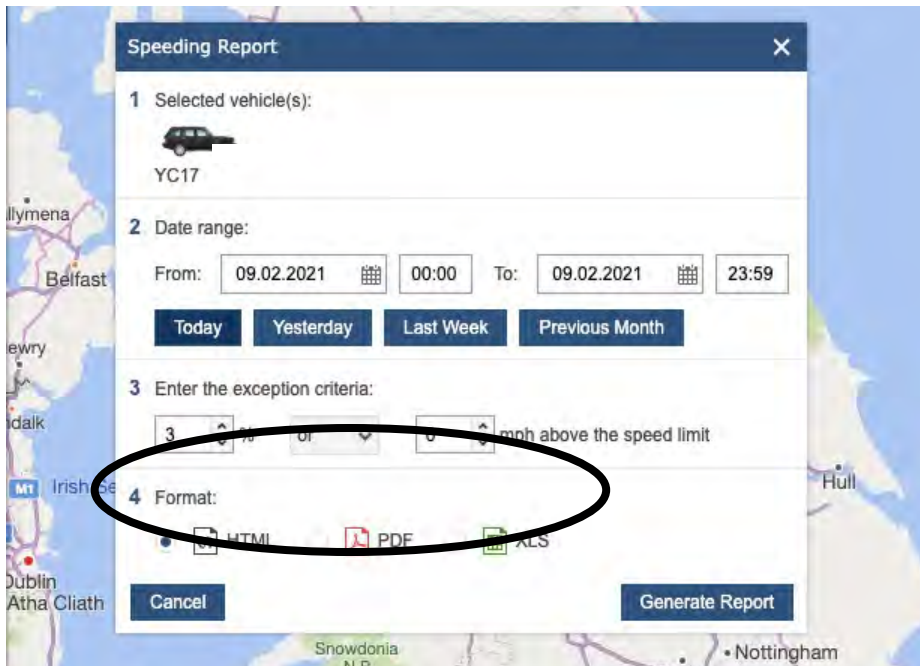 Speeding Report
1 Selected vehicle(s):
YC17
2 Date range:
From: 09.02.2021 00:00 To: 09.02.2021 23:59
Today Yesterday Last Week Previous Month
3 Enter the exception criteria:
3 % or mph above the speed limit
4 Format:
HTML PDF XLS
Cancel Generate Report
llymena
Belfast
ewry
ndalk
M1 Irish Se
Hull
Dublin
Atha Cliath
Snowdonia
N.P.
Nottingham